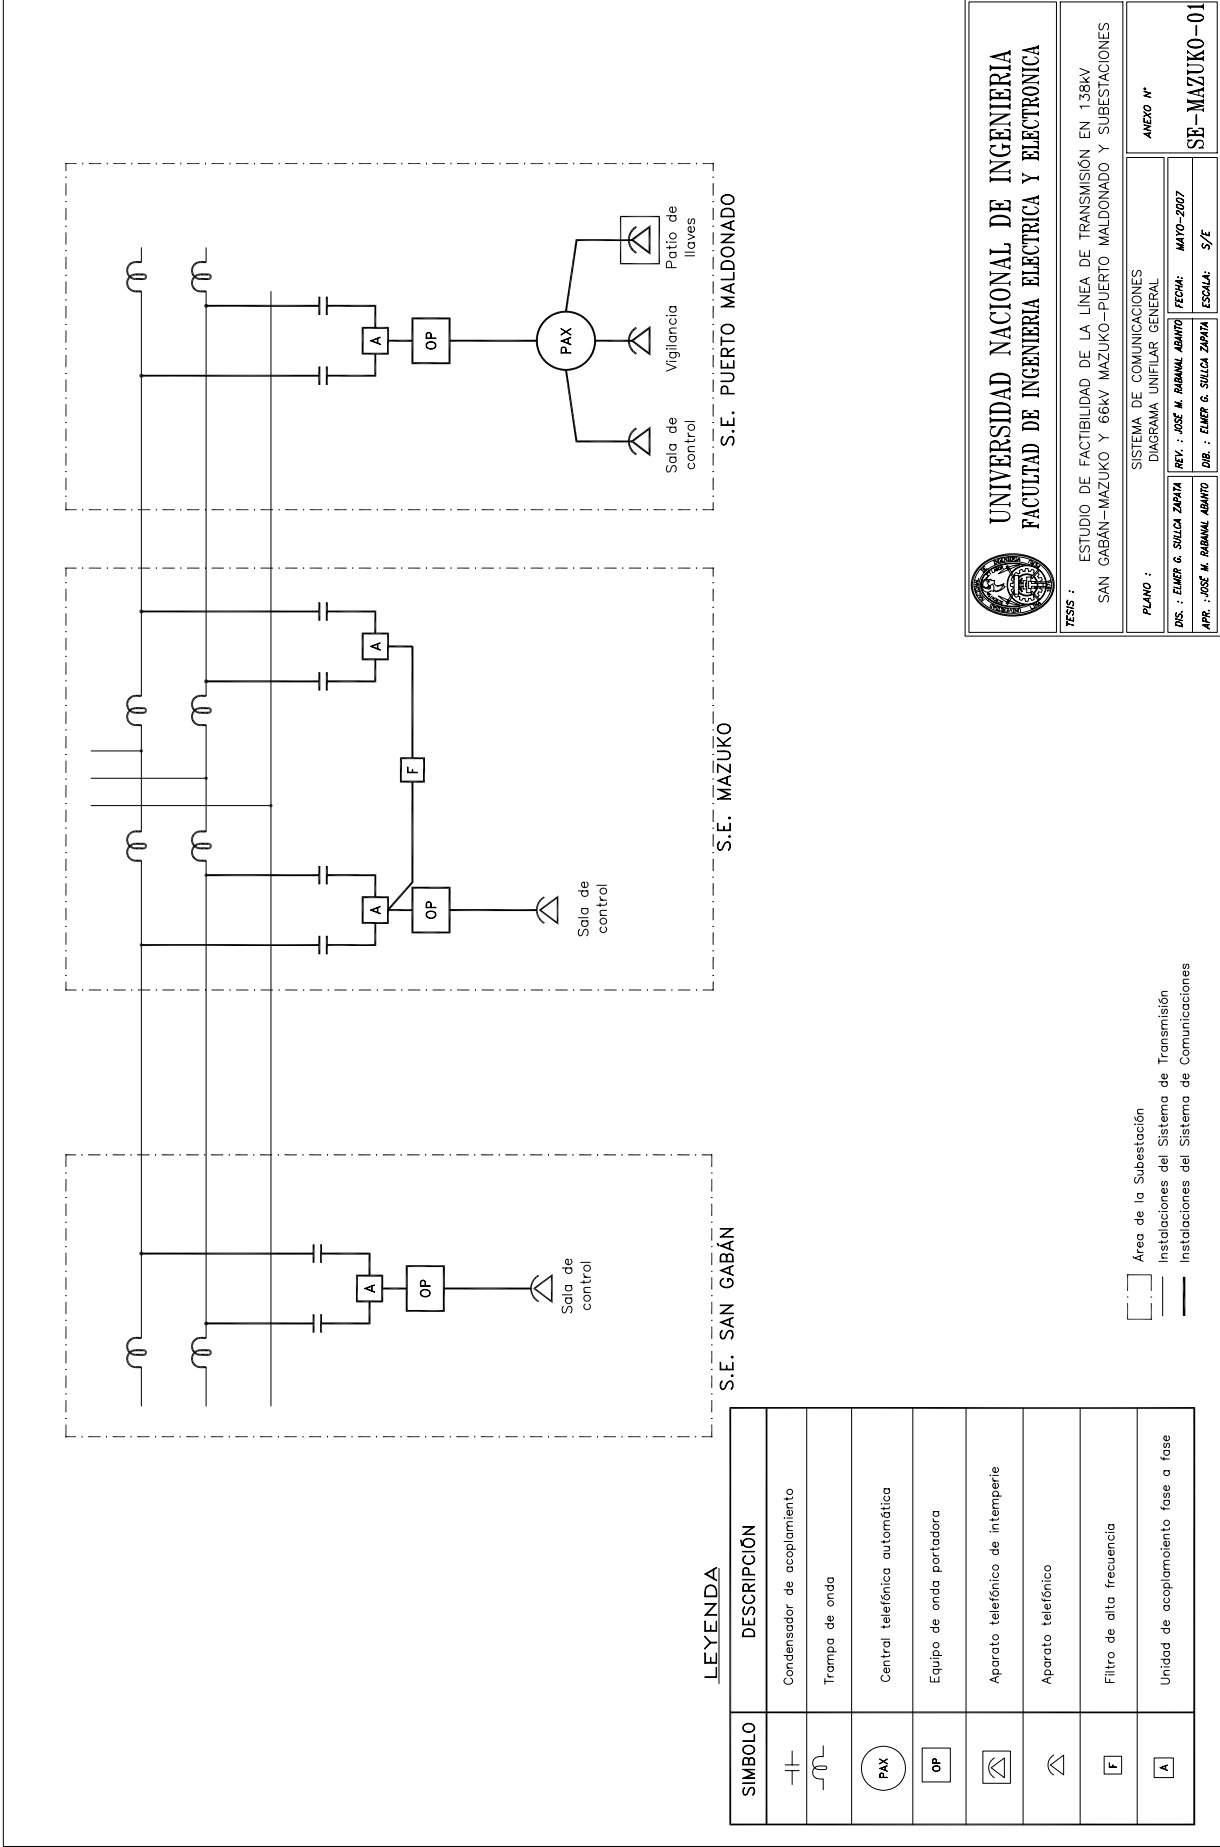 A
OP
Sala de
control
S.E. SAN GABÁN
A
OP
Sala de
control
F
A
S.E. MAZUKO
A
OP
PAX
Sala de
control
Vigilancia
Patio de
llaves
S.E. PUERTO MALDONADO
LEYENDA
SIMBOLO
DESCRIPCIÓN
Condensador de acoplamiento
Trampa de onda
PAX
Central telefónica automática
OP
Equipo de onda portadora
Aparato telefónico de intemperie
Aparato telefónico
F
Filtro de alta frecuencia
A
Unidad de acoplamoiento fase a fase
Área de la Subestación
Instalaciones del Sistema de Transmisión
Instalaciones del Sistema de Comunicaciones
UNIVERSIDAD NACIONAL DE INGENIERIA
FACULTAD DE INGENIERIA ELECTRICA Y ELECTRONICA
TESIS :
ESTUDIO DE FACTIBILIDAD DE LA LÍNEA DE TRANSMISIÓN EN 138kV
SAN GABÁN-MAZUKO Y 66kV MAZUKO-PUERTO MALDONADO Y SUBESTACIONES
PLANO :
SISTEMA DE COMUNICACIONES
DIAGRAMA UNIFILAR GENERAL
ANEXO Nº
SE-MAZUKO-01
DIS. : ELMER G. SULLCA ZAPATA
REV. : JOSÉ M. RABANAL ABANTO
FECHA: MAYO-2007
APR. : JOSÉ M. RABANAL ABANTO
DIB. : ELMER G. SULLCA ZAPATA
ESCALA: S/E